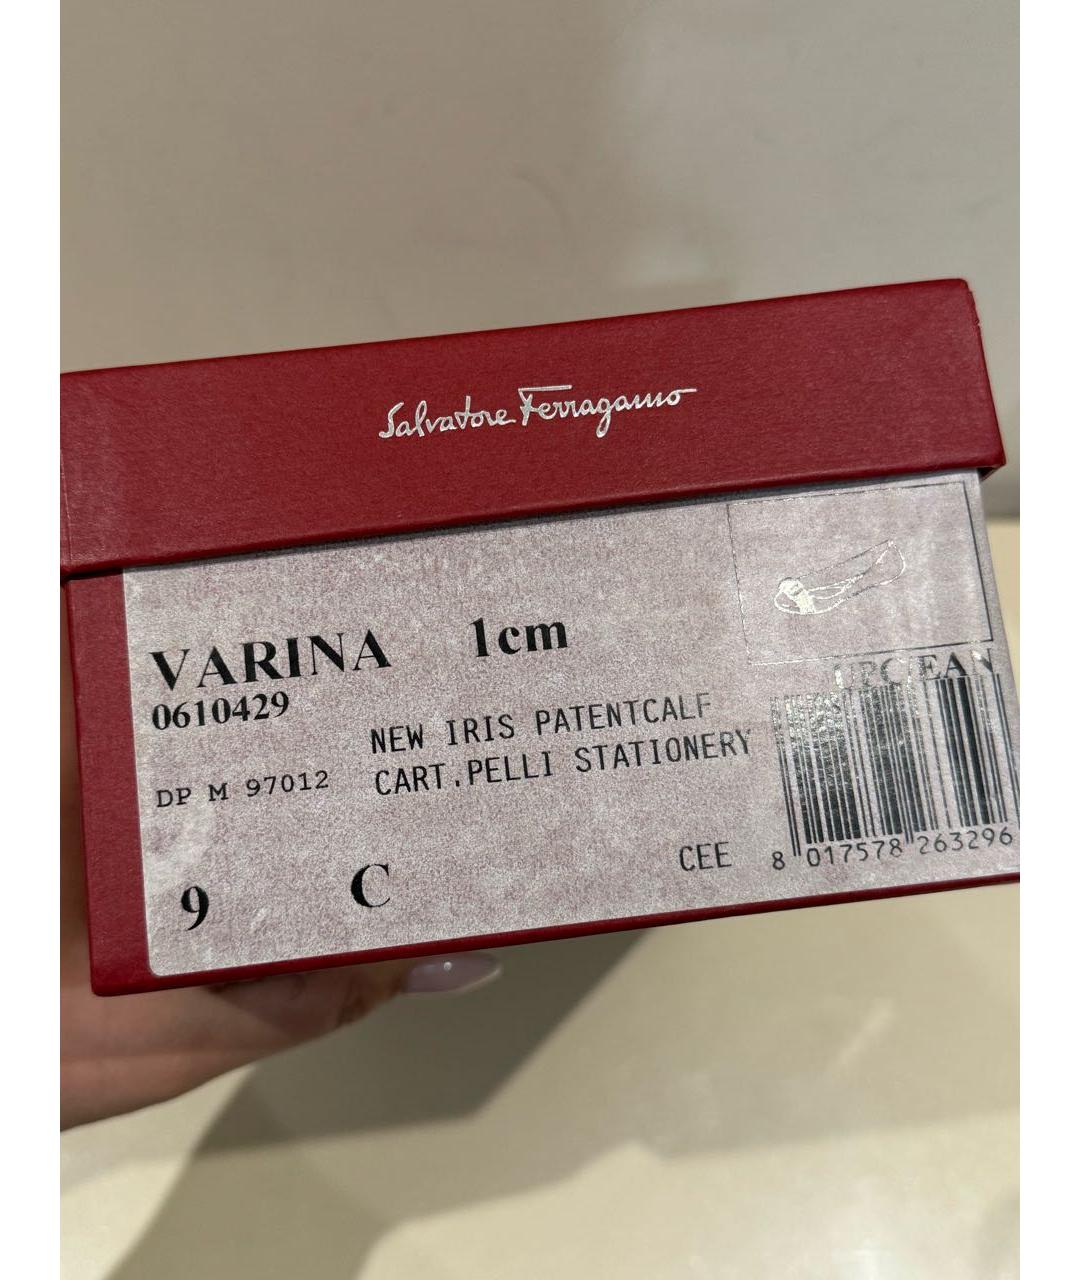 Salvatore Ferragamo
VARINA 1cm
0610429
UPC/EAN
NEW IRIS PATENTCALF
DP M 97012 CART.PELLI STATIONERY
9 C CEE
8 017578 263296